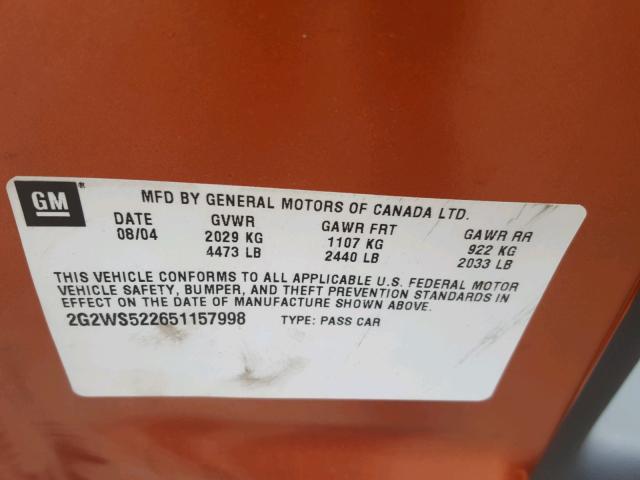 GM®
MFD BY GENERAL MOTORS OF CANADA LTD.
DATE GVWR GAWR FRT GAWR RR
08/04 2029 KG 1107 KG 922 KG
4473 LB 2440 LB 2033 LB
THIS VEHICLE CONFORMS TO ALL APPLICABLE U.S. FEDERAL MOTOR
VEHICLE SAFETY, BUMPER, AND THEFT PREVENTION STANDARDS IN
EFFECT ON THE DATE OF MANUFACTURE SHOWN ABOVE.
2G2WS522651157998 TYPE: PASS CAR